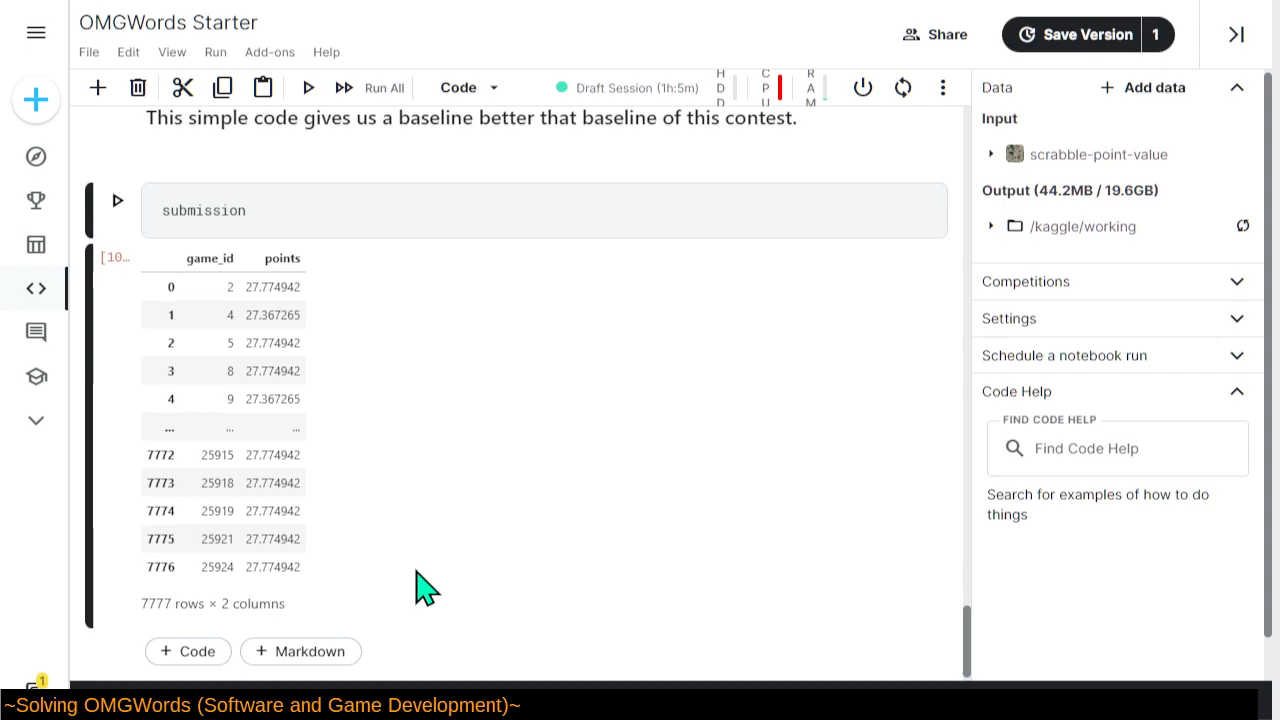 OMGWords Starter
File Edit View Run Add-ons Help
Share
Save Version 1
Run All
Code
Draft Session (1h:5m)
HDD
CPU
RAM
This simple code gives us a baseline better that baseline of this contest.
submission
[10...
game_id points
0 2 27.774942
1 4 27.367265
2 5 27.774942
3 8 27.774942
4 9 27.367265
... ... ...
7772 25915 27.774942
7773 25918 27.774942
7774 25919 27.774942
7775 25921 27.774942
7776 25924 27.774942
7777 rows × 2 columns
+ Code
+ Markdown
Data
+ Add data
Input
scrabble-point-value
Output (44.2MB / 19.6GB)
/kaggle/working
Competitions
Settings
Schedule a notebook run
Code Help
FIND CODE HELP
Find Code Help
Search for examples of how to do
things
1
~Solving OMGWords (Software and Game Development)~